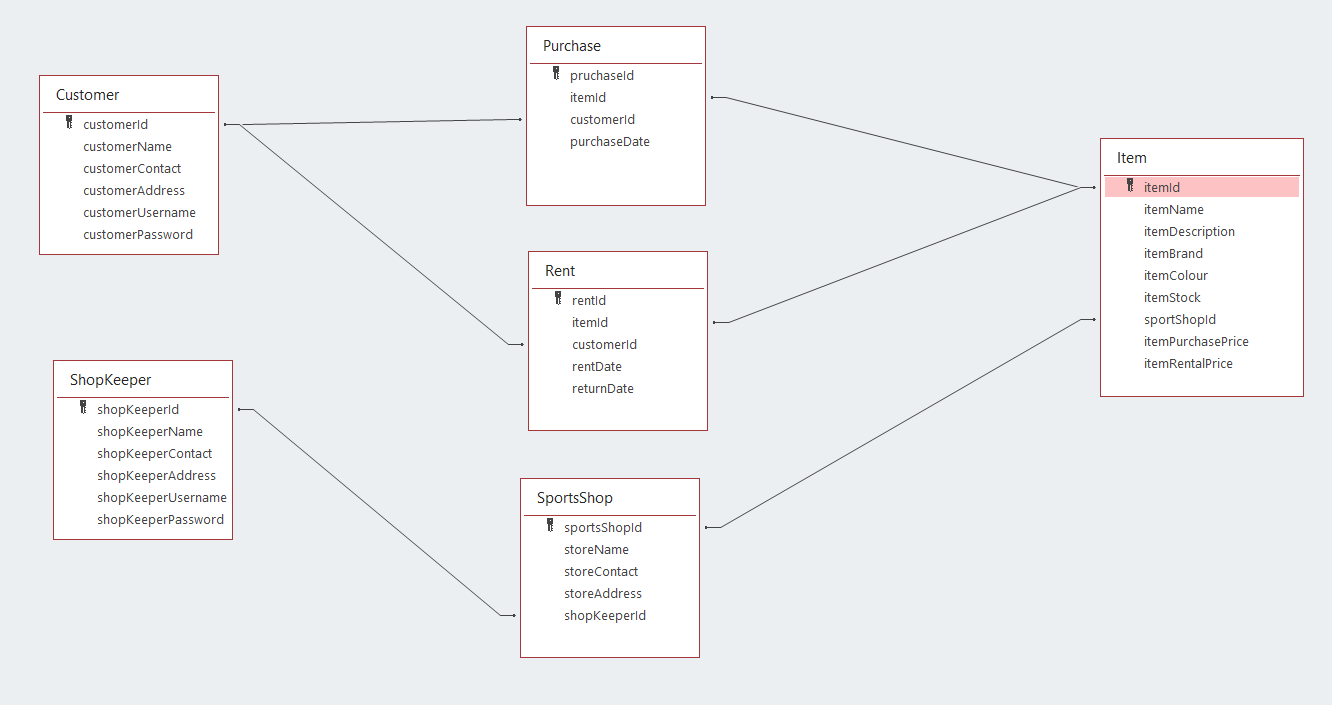 Customer
customerId
customerName
customerContact
customerAddress
customerUsername
customerPassword
Purchase
pruchaseId
itemId
customerId
purchaseDate
Rent
rentId
itemId
customerId
rentDate
returnDate
Item
itemId
itemName
itemDescription
itemBrand
itemColour
itemStock
sportShopId
itemPurchasePrice
itemRentalPrice
ShopKeeper
shopKeeperId
shopKeeperName
shopKeeperContact
shopKeeperAddress
shopKeeperUsername
shopKeeperPassword
SportsShop
sportsShopId
storeName
storeContact
storeAddress
shopKeeperId